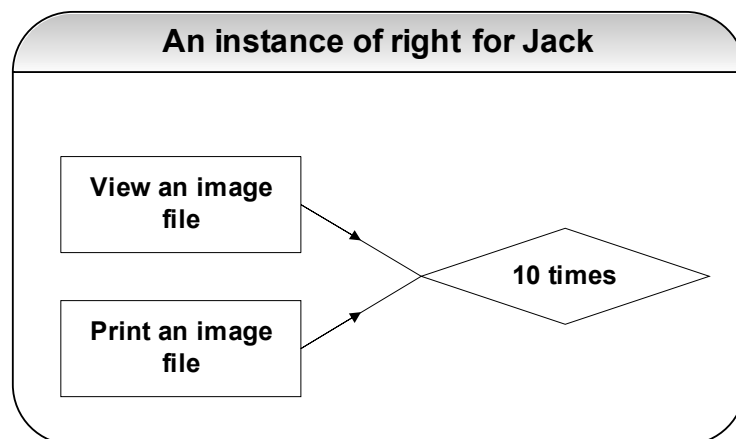 An instance of right for Jack
View an image
file
10 times
Print an image
file